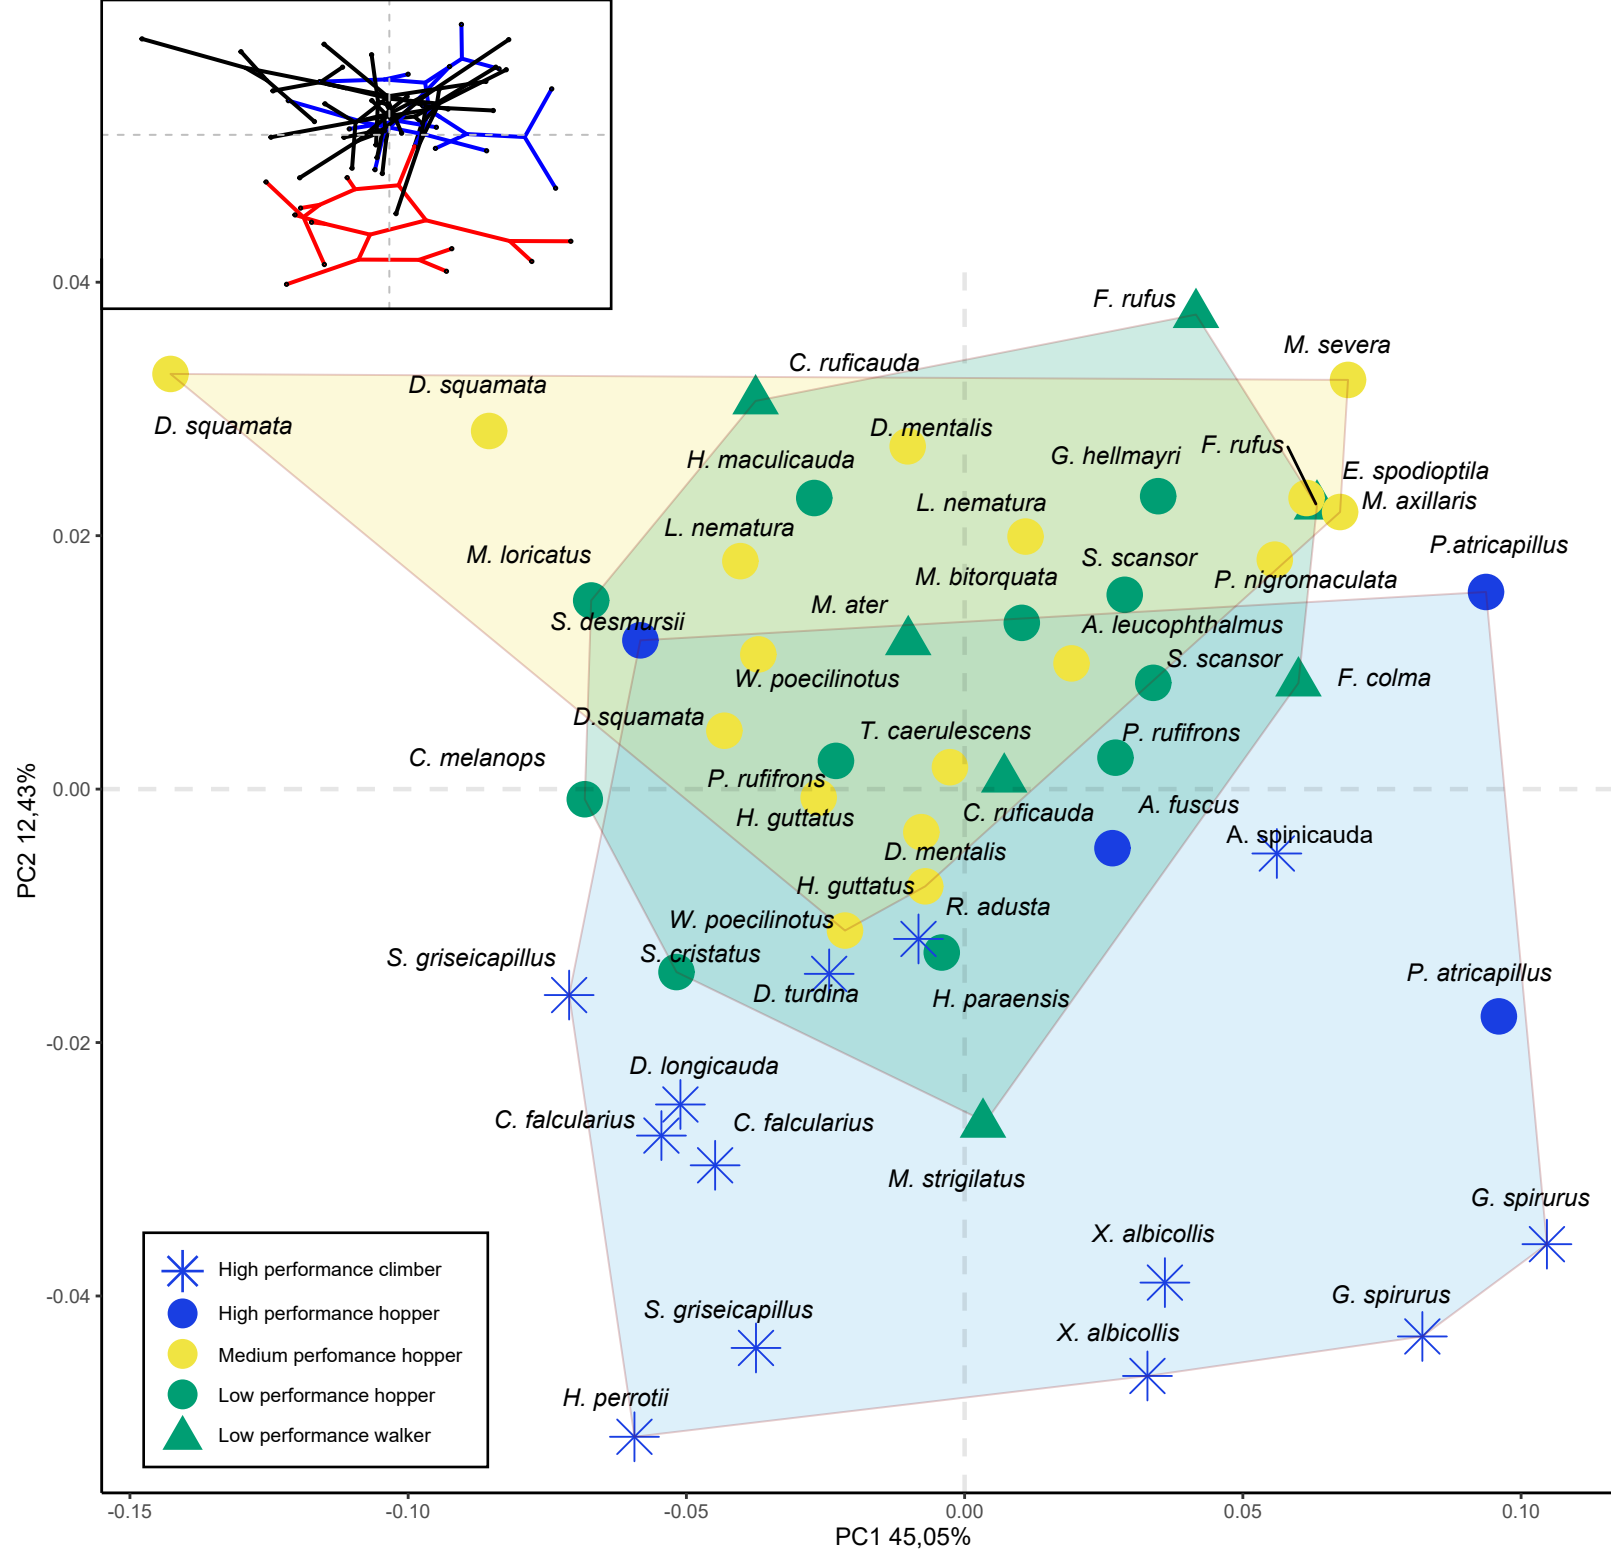 0.04
F. rufus
M. severa
C. ruficauda
D. squamata
D. squamata
D. mentalis
F. rufus
H. maculicauda
G. hellmayri
E. spodioptila
M. axillaris
L. nematura
L. nematura
0.02
P.atricapillus
M. loricatus
S. scansor
M. bitorquata
P. nigromaculata
M. ater
S. desmursii
A. leucophthalmus
S. scansor
W. poecilinotus
F. colma
D.squamata
T. caerulescens
P. rufifrons
C. melanops
P. rufifrons
0.00
A. fuscus
C. ruficauda
H. guttatus
A. spinicauda
D. mentalis
H. guttatus
R. adusta
W. poecilinotus
S. cristatus
S. griseicapillus
P. atricapillus
D. turdina
H. paraensis
-0.02
D. longicauda
C. falcularius
C. falcularius
M. strigilatus
G. spirurus
X. albicollis
G. spirurus
-0.04
S. griseicapillus
X. albicollis
H. perrotii
PC2 12,43%
High performance climber
High performance hopper
Medium perfomance hopper
Low performance hopper
Low performance walker
-0.15
-0.10
-0.05
0.00
0.05
0.10
PC1 45,05%